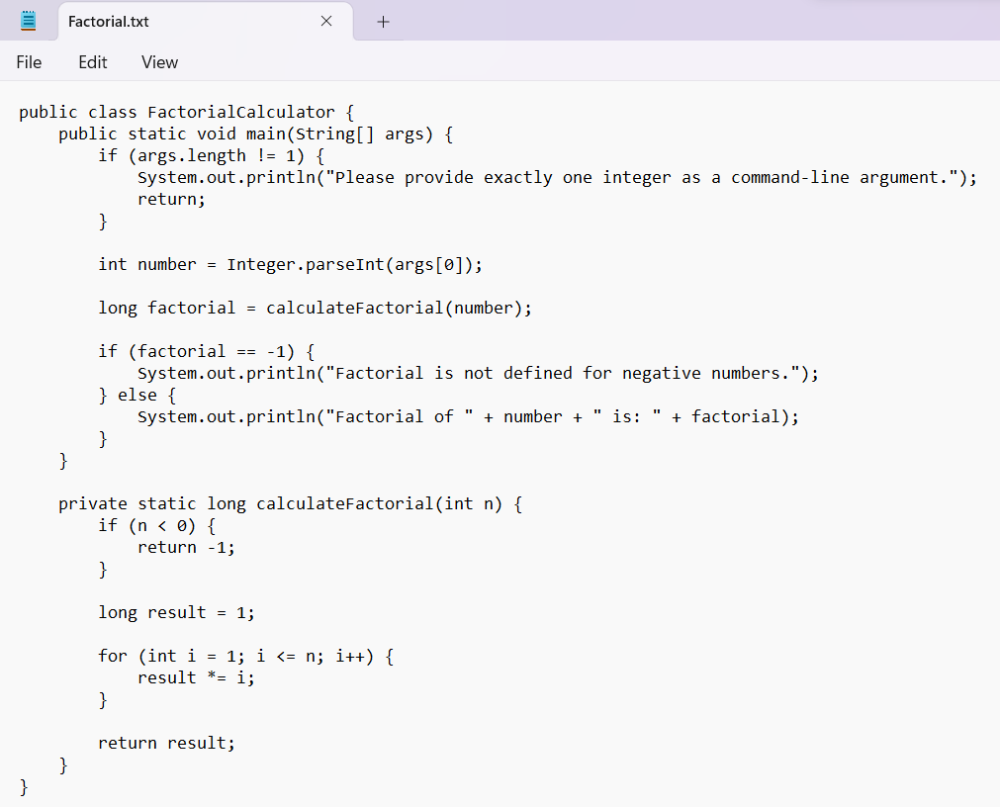 Factorial.txt
File Edit View
public class FactorialCalculator {
    public static void main(String[] args) {
        if (args.length != 1) {
            System.out.println("Please provide exactly one integer as a command-line argument.");
            return;
        }

        int number = Integer.parseInt(args[0]);

        long factorial = calculateFactorial(number);

        if (factorial == -1) {
            System.out.println("Factorial is not defined for negative numbers.");
        } else {
            System.out.println("Factorial of " + number + " is: " + factorial);
        }
    }

    private static long calculateFactorial(int n) {
        if (n < 0) {
            return -1;
        }

        long result = 1;

        for (int i = 1; i <= n; i++) {
            result *= i;
        }

        return result;
    }
}